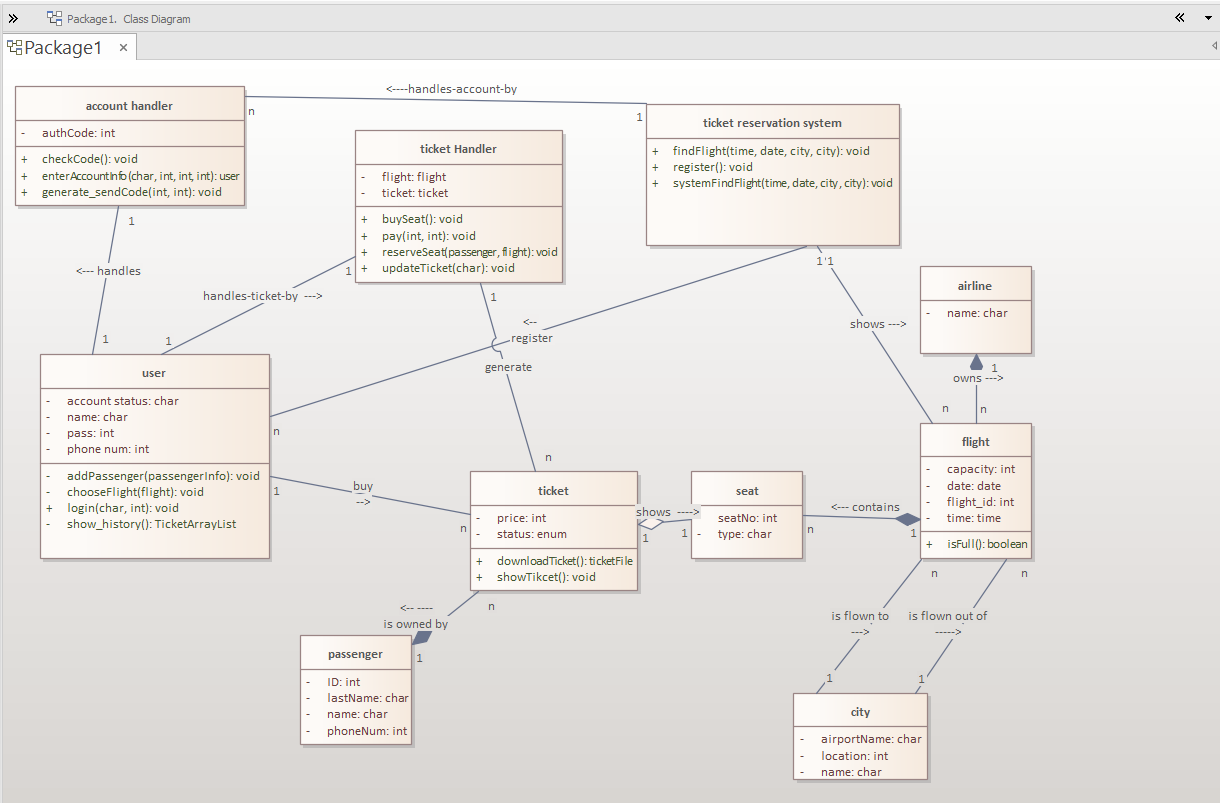 Package1. Class Diagram
Package1 ×
<----handles-account-by
account handler
- authCode: int
+ checkCode(): void
+ enterAccountInfo(char, int, int, int): user
+ generate_sendCode(int, int): void
n
1
ticket reservation system
+ findFlight(time, date, city, city): void
+ register(): void
+ systemFindFlight(time, date, city, city): void
ticket Handler
- flight: flight
- ticket: ticket
+ buySeat(): void
+ pay(int, int): void
+ reserveSeat(passenger, flight): void
+ updateTicket(char): void
1
<--- handles
1
1
handles-ticket-by --->
1
1
<--
register
n
generate
1
n
1
1
shows --->
n
airline
- name: char
1
owns --->
n
user
- account status: char
- name: char
- pass: int
- phone num: int
- addPassenger(passengerInfo): void
- chooseFlight(flight): void
+ login(char, int): void
- show_history(): TicketArrayList
1
buy
-->
n
ticket
- price: int
- status: enum
+ downloadTicket(): ticketFile
+ showTikcet(): void
shows ---->
1
1
seat
seatNo: int
- type: char
<--- contains
n
1
flight
- capacity: int
- date: date
- flight_id: int
- time: time
+ isFull(): boolean
n
n
is flown to
--->
is flown out of
----->
1
1
n
<-- ----
is owned by
1
passenger
- ID: int
- lastName: char
- name: char
- phoneNum: int
city
- airportName: char
- location: int
- name: char